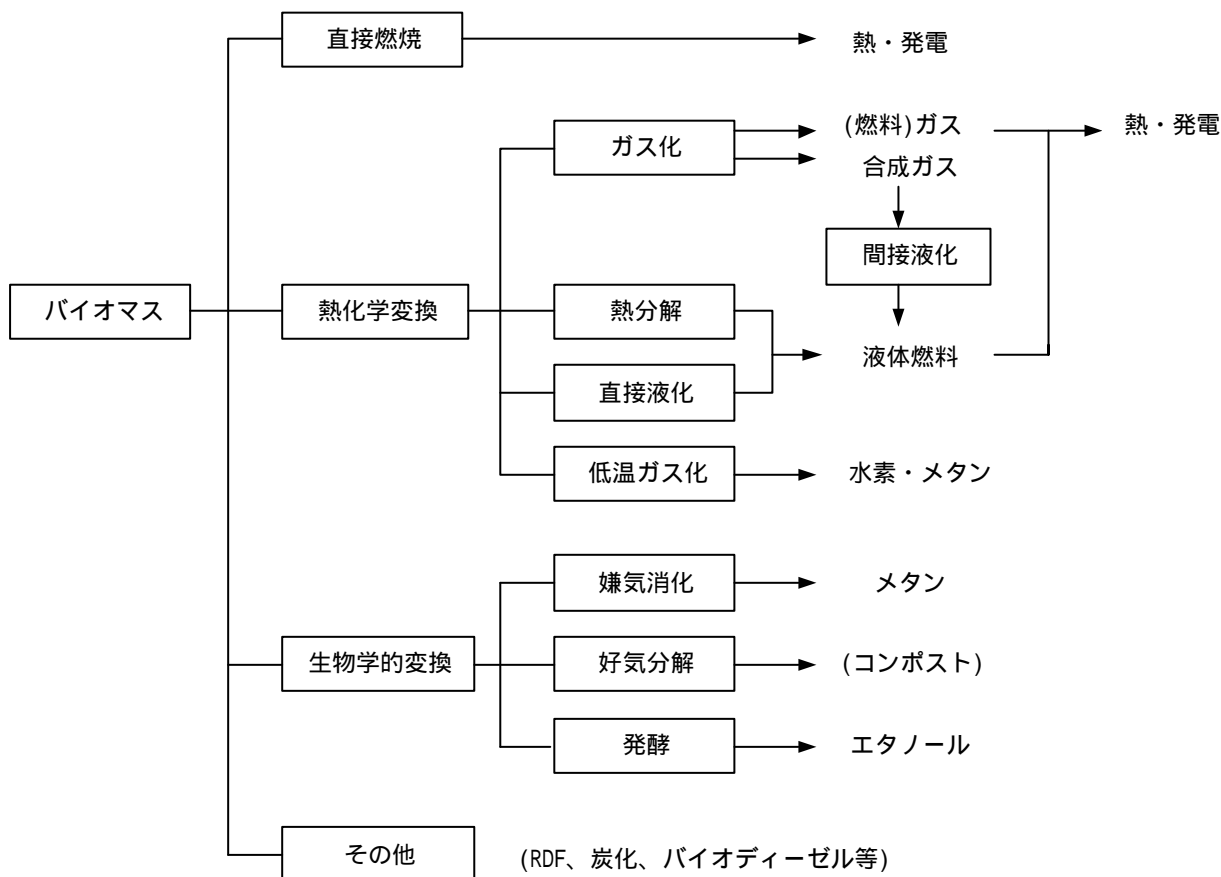 直接燃焼
熱・発電
ガス化
(燃料)ガス
熱・発電
合成ガス
間接液化
バイオマス
熱化学変換
熱分解
液体燃料
直接液化
低温ガス化
水素・メタン
嫌気消化
メタン
生物学的変換
好気分解
(コンポスト)
発酵
エタノール
その他
(RDF、炭化、バイオディーゼル等)